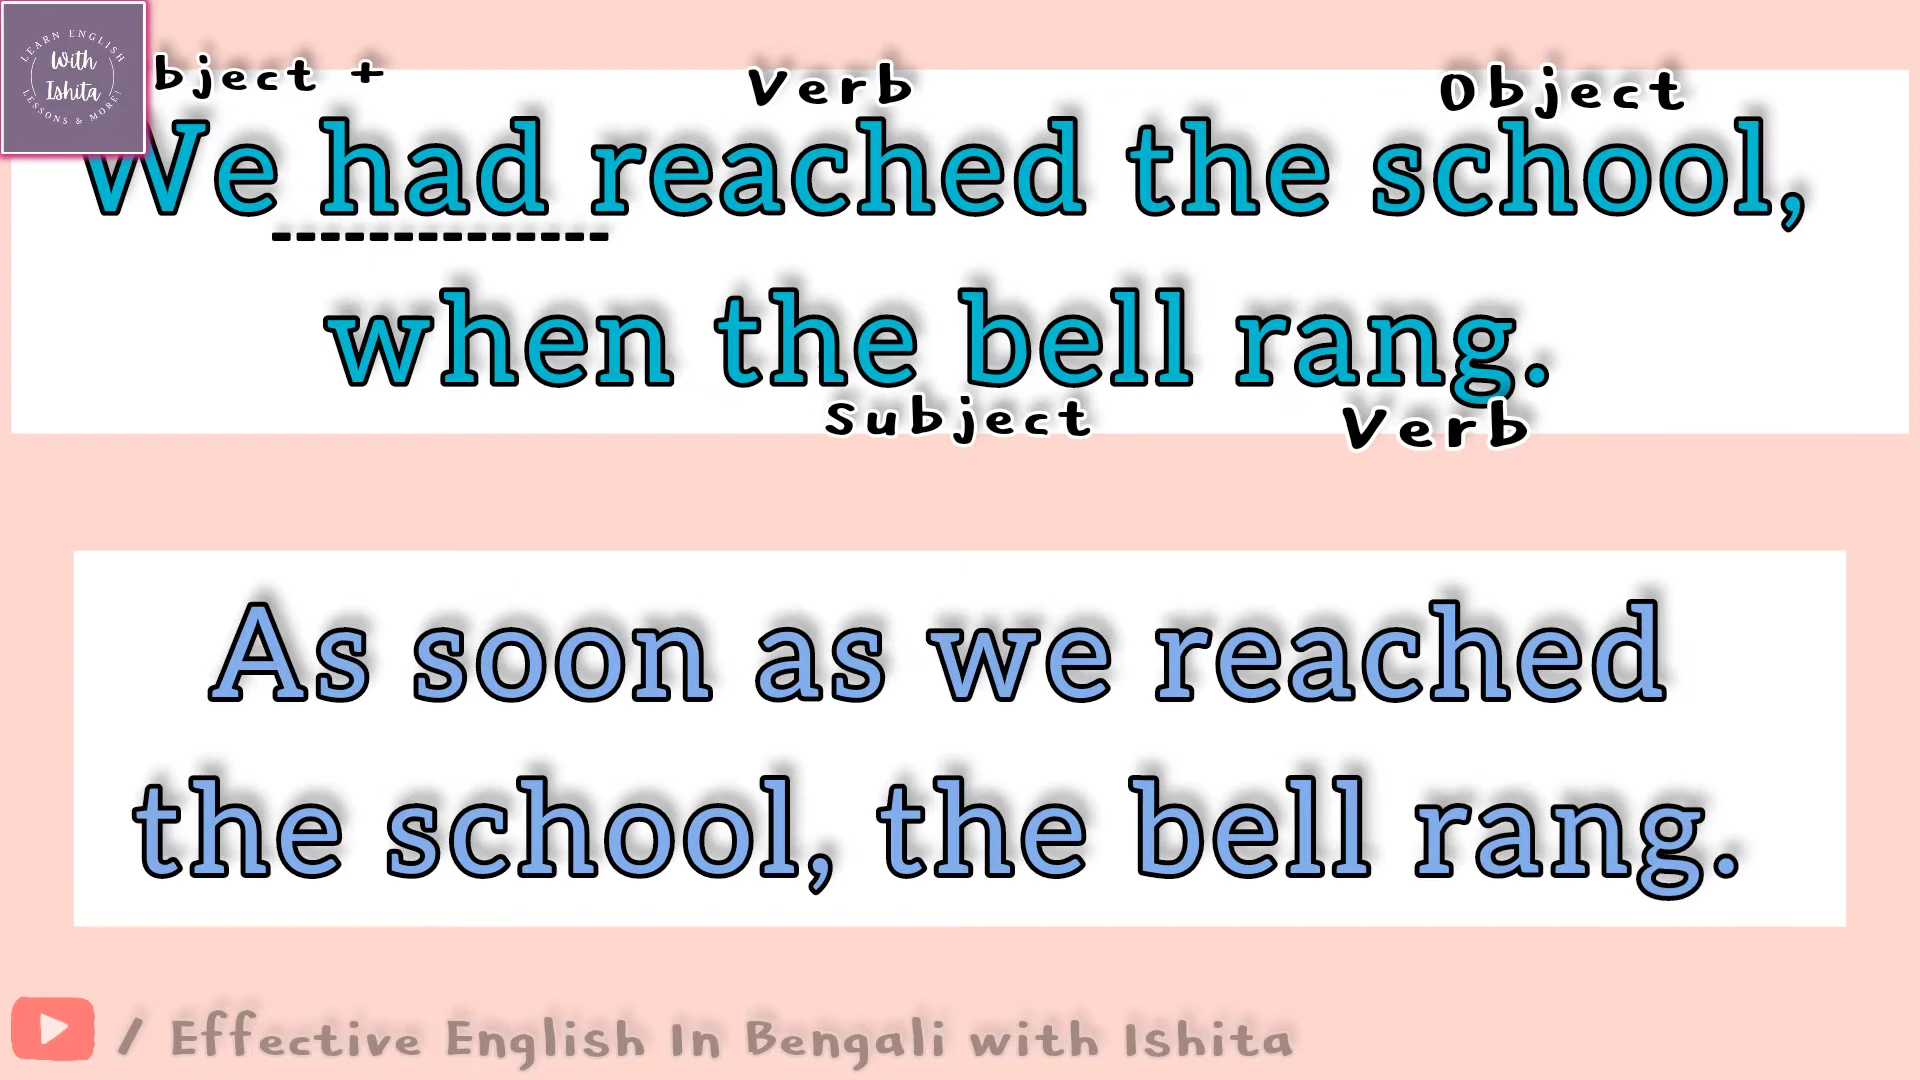 LEARN ENGLISH
With
Ishita
LESSONS & MORE!
bject +
Verb
Object
We had reached the school,
--------------
when the bell rang.
Subject
Verb
As soon as we reached
the school, the bell rang.
/ Effective English In Bengali with Ishita